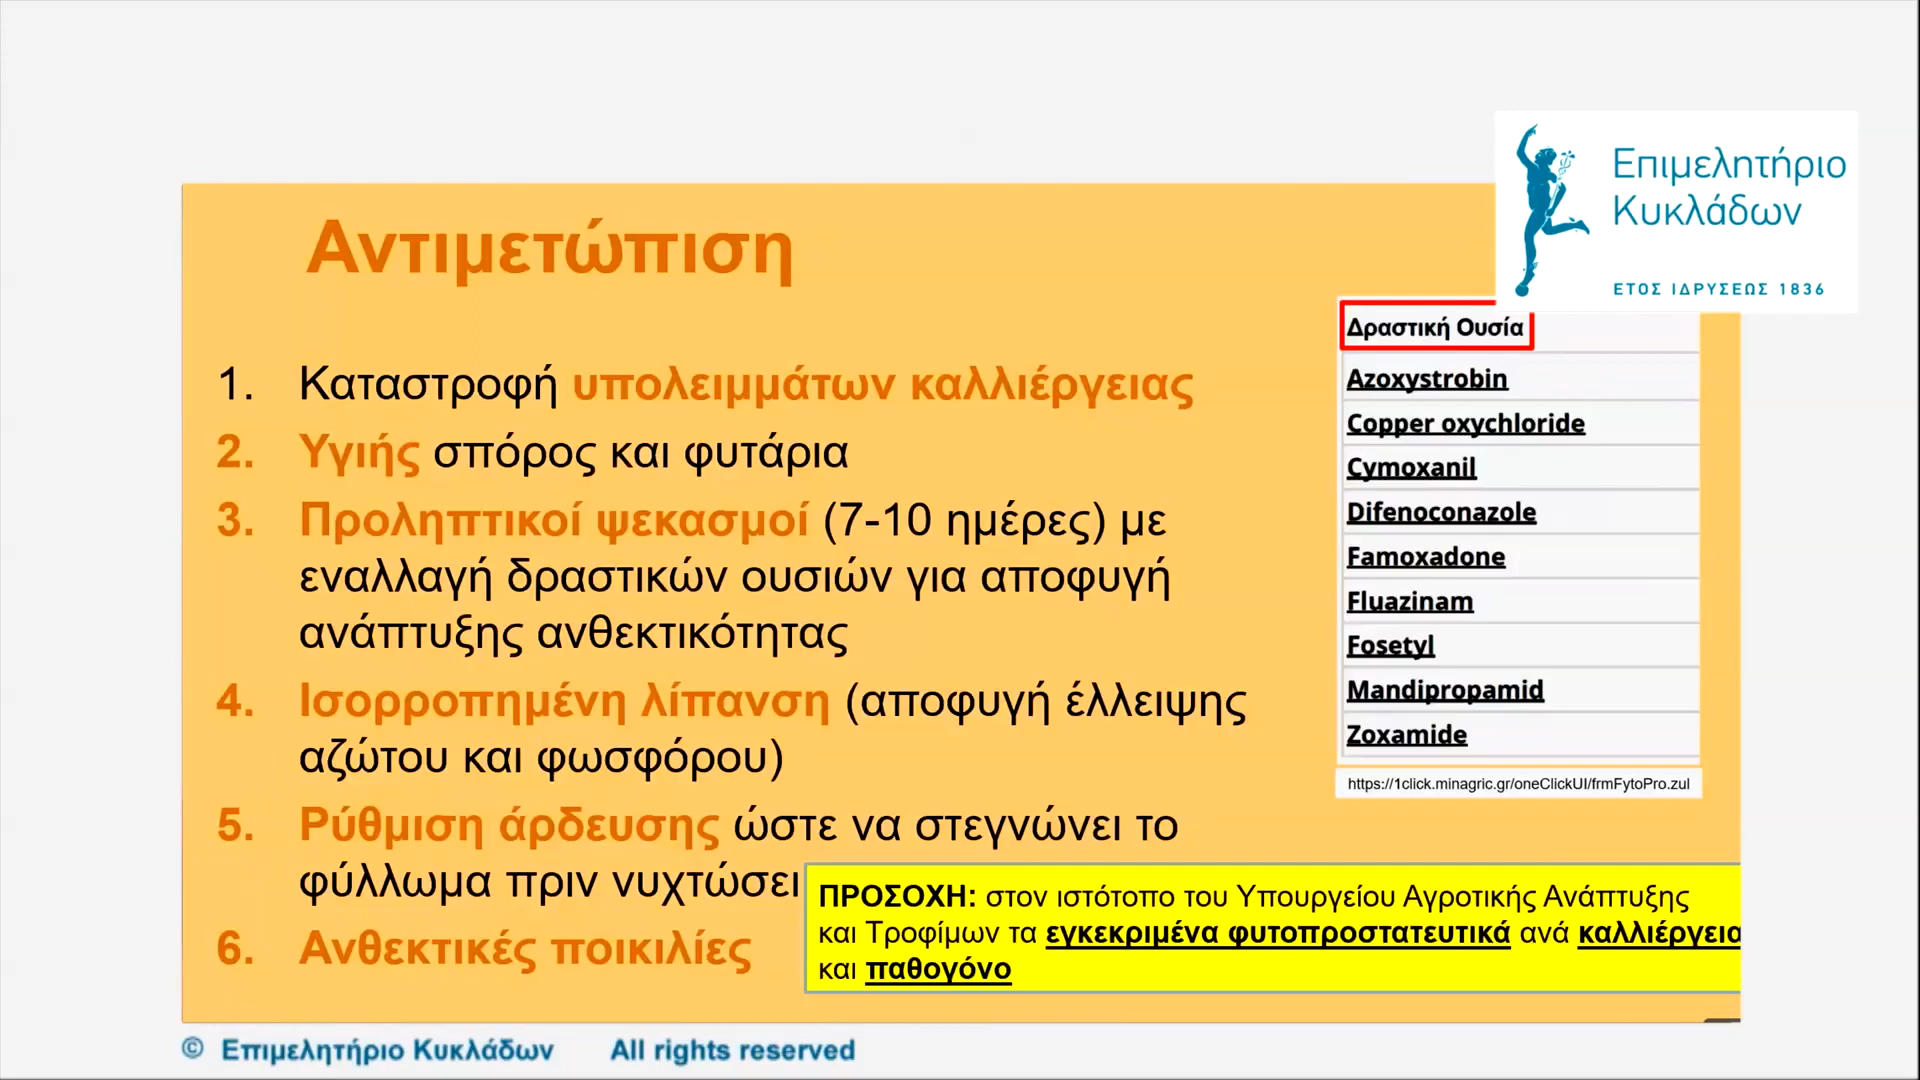 Επιμελητήριο
Κυκλάδων
ΕΤΟΣ ΙΔΡΥΣΕΩΣ 1836
Αντιμετώπιση
1. Καταστροφή υπολειμμάτων καλλιέργειας
2. Υγιής σπόρος και φυτάρια
3. Προληπτικοί ψεκασμοί (7-10 ημέρες) με
εναλλαγή δραστικών ουσιών για αποφυγή
ανάπτυξης ανθεκτικότητας
4. Ισορροπημένη λίπανση (αποφυγή έλλειψης
αζώτου και φωσφόρου)
5. Ρύθμιση άρδευσης ώστε να στεγνώνει το
φύλλωμα πριν νυχτώσει
6. Ανθεκτικές ποικιλίες
Δραστική Ουσία
Azoxystrobin
Copper oxychloride
Cymoxanil
Difenoconazole
Famoxadone
Fluazinam
Fosetyl
Mandipropamid
Zoxamide
https://1click.minagric.gr/oneClickUI/frmFytoPro.zul
ΠΡΟΣΟΧΗ: στον ιστότοπο του Υπουργείου Αγροτικής Ανάπτυξης
και Τροφίμων τα εγκεκριμένα φυτοπροστατευτικά ανά καλλιέργεια
και παθογόνο
© Επιμελητήριο Κυκλάδων All rights reserved